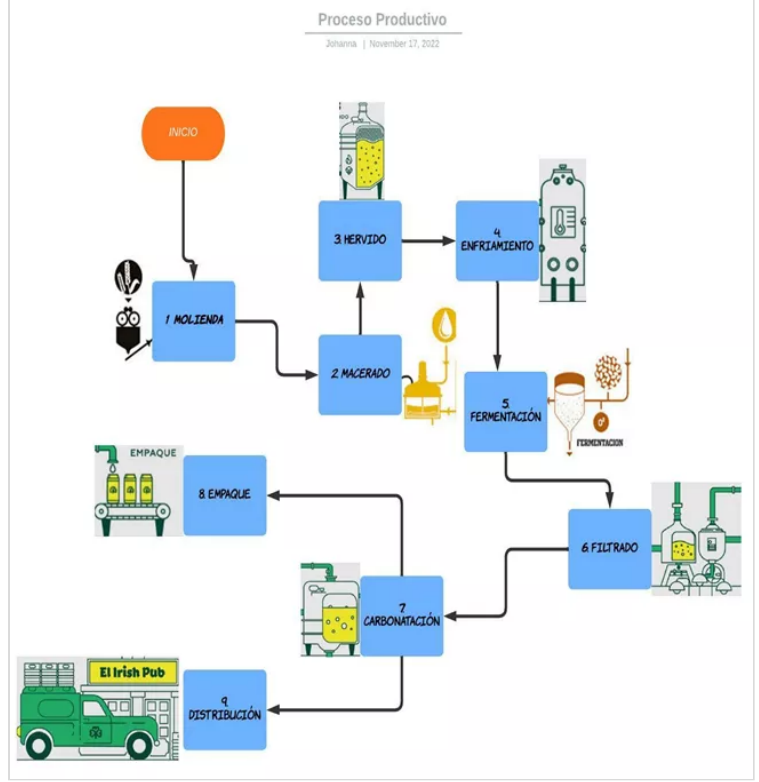 Proceso Productivo
Johanna | November 17, 2022
INICIO
1 MOLIENDA
2. MACERADO
3. HERVIDO
4.
ENFRIAMIENTO
5.
FERMENTACIÓN
FERMENTACION
6. FILTRADO
7.
CARBONATACIÓN
8. EMPAQUE
EMPAQUE
9.
DISTRIBUCIÓN
El Irish Pub